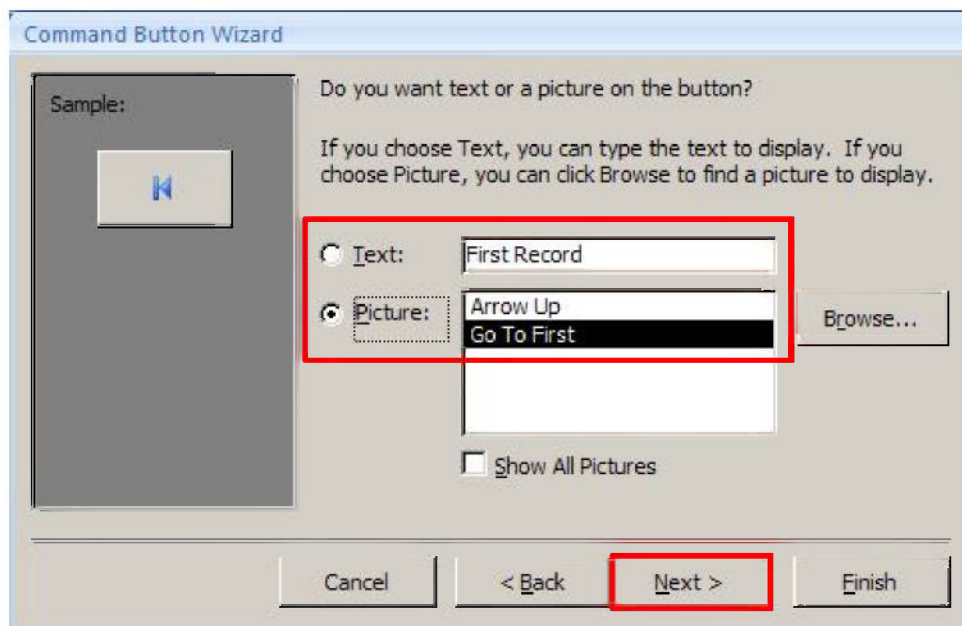 Command Button Wizard
Sample:
Do you want text or a picture on the button?
If you choose Text, you can type the text to display.  If you
choose Picture, you can click Browse to find a picture to display.
Text:
First Record
Picture:
Arrow Up
Go To First
Browse...
Show All Pictures
Cancel
< Back
Next >
Finish